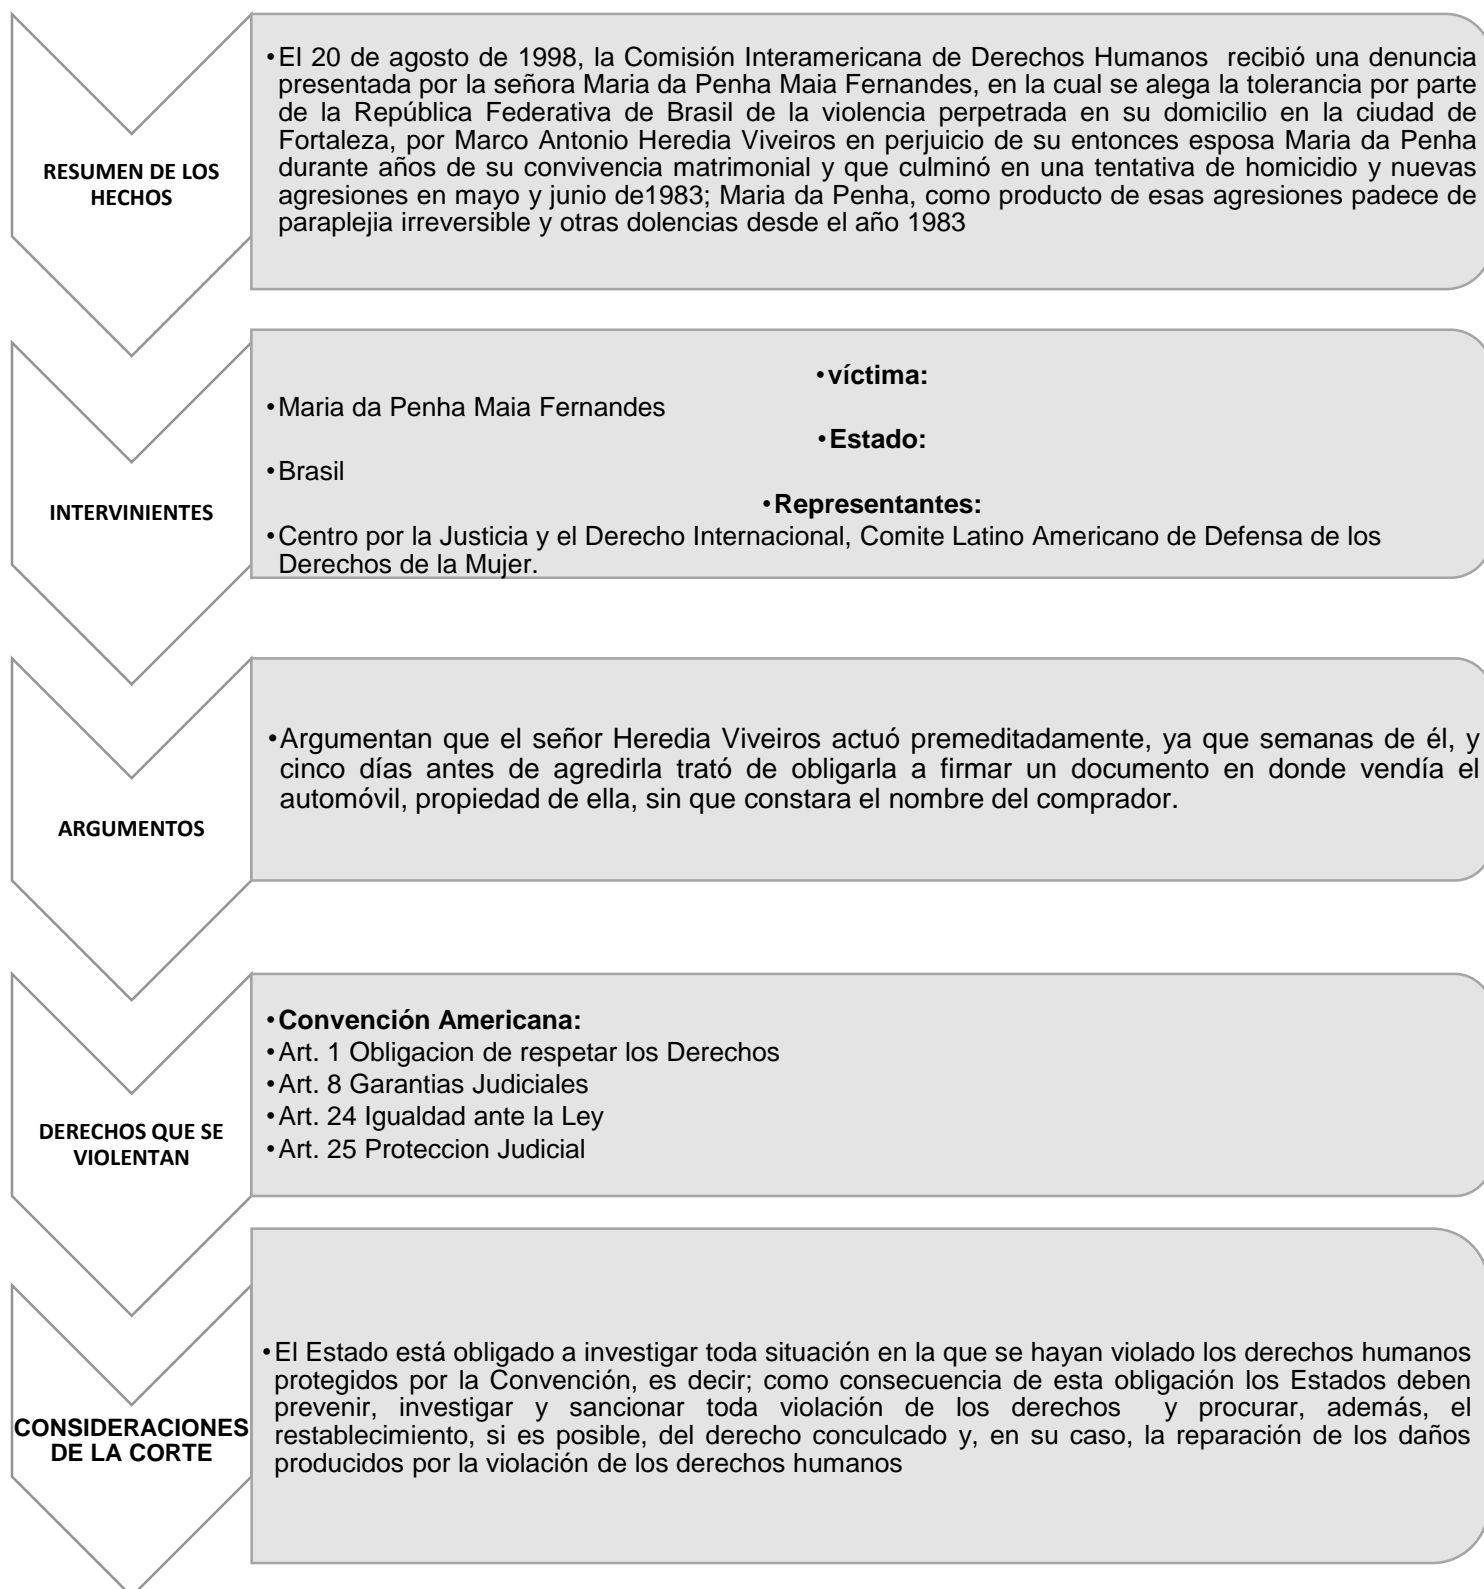 RESUMEN DE LOS
HECHOS
•El 20 de agosto de 1998, la Comisión Interamericana de Derechos Humanos recibió una denuncia
presentada por la señora Maria da Penha Maia Fernandes, en la cual se alega la tolerancia por parte
de la República Federativa de Brasil de la violencia perpetrada en su domicilio en la ciudad de
Fortaleza, por Marco Antonio Heredia Viveiros en perjuicio de su entonces esposa Maria da Penha
durante años de su convivencia matrimonial y que culminó en una tentativa de homicidio y nuevas
agresiones en mayo y junio de1983; Maria da Penha, como producto de esas agresiones padece de
paraplejia irreversible y otras dolencias desde el año 1983
INTERVINIENTES
•víctima:
•Maria da Penha Maia Fernandes
•Estado:
•Brasil
•Representantes:
•Centro por la Justicia y el Derecho Internacional, Comite Latino Americano de Defensa de los
Derechos de la Mujer.
ARGUMENTOS
•Argumentan que el señor Heredia Viveiros actuó premeditadamente, ya que semanas de él, y
cinco días antes de agredirla trató de obligarla a firmar un documento en donde vendía el
automóvil, propiedad de ella, sin que constara el nombre del comprador.
DERECHOS QUE SE
VIOLENTAN
•Convención Americana:
•Art. 1 Obligacion de respetar los Derechos
•Art. 8 Garantias Judiciales
•Art. 24 Igualdad ante la Ley
•Art. 25 Proteccion Judicial
CONSIDERACIONES
DE LA CORTE
•El Estado está obligado a investigar toda situación en la que se hayan violado los derechos humanos
protegidos por la Convención, es decir; como consecuencia de esta obligación los Estados deben
prevenir, investigar y sancionar toda violación de los derechos y procurar, además, el
restablecimiento, si es posible, del derecho conculcado y, en su caso, la reparación de los daños
producidos por la violación de los derechos humanos